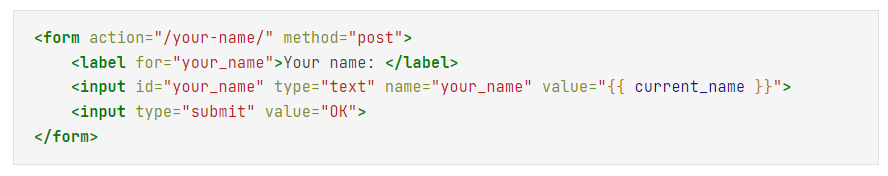 <form action="/your-name/" method="post">
    <label for="your_name">Your name: </label>
    <input id="your_name" type="text" name="your_name" value="{{ current_name }}">
    <input type="submit" value="OK">
</form>